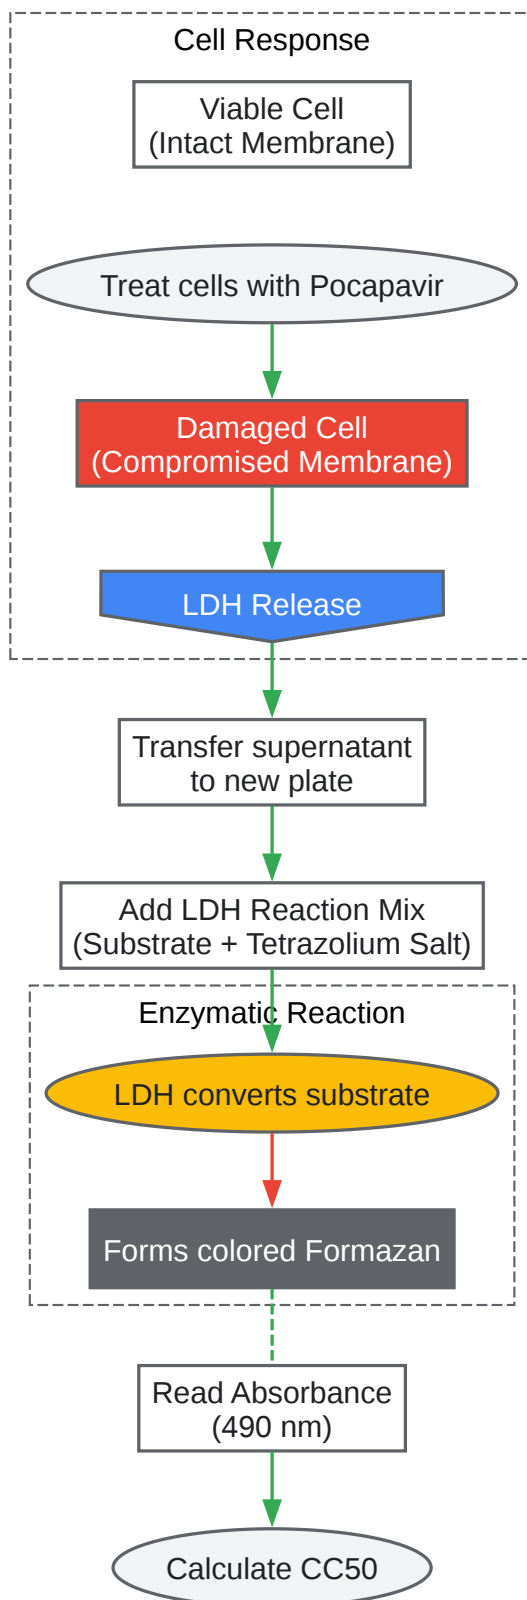 Cell Response
Viable Cell
(Intact Membrane)
Treat cells with Pocapavir
Damaged Cell
(Compromised Membrane)
LDH Release
Transfer supernatant
to new plate
Add LDH Reaction Mix
(Substrate + Tetrazolium Salt)
Enzymatic Reaction
LDH converts substrate
Forms colored Formazan
Read Absorbance
(490 nm)
Calculate CC50